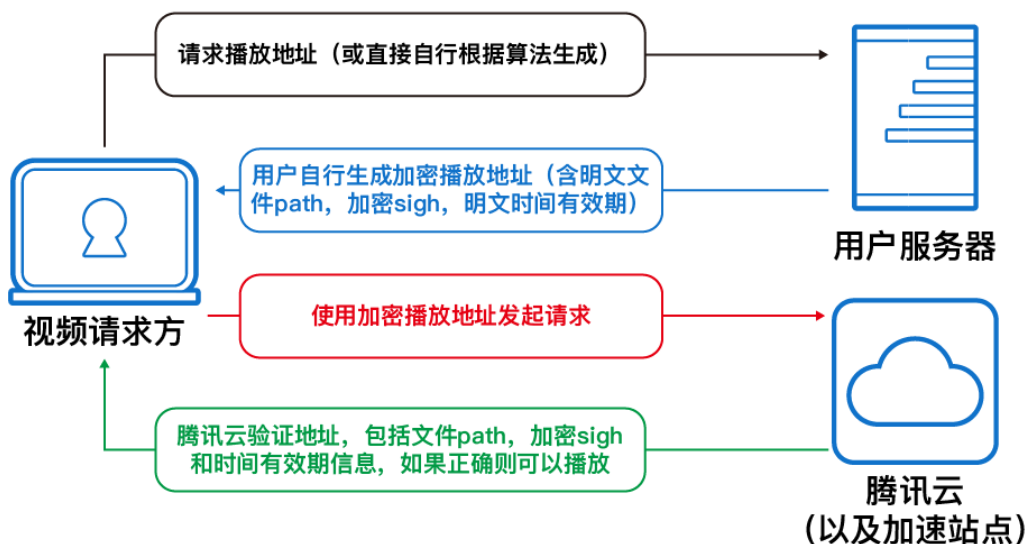 请求播放地址（或直接自行根据算法生成）
用户自行生成加密播放地址（含明文文
件path，加密sigh，明文时间有效期）
用户服务器
使用加密播放地址发起请求
视频请求方
腾讯云验证地址，包括文件path，加密sigh
和时间有效期信息，如果正确则可以播放
腾讯云
（以及加速站点）